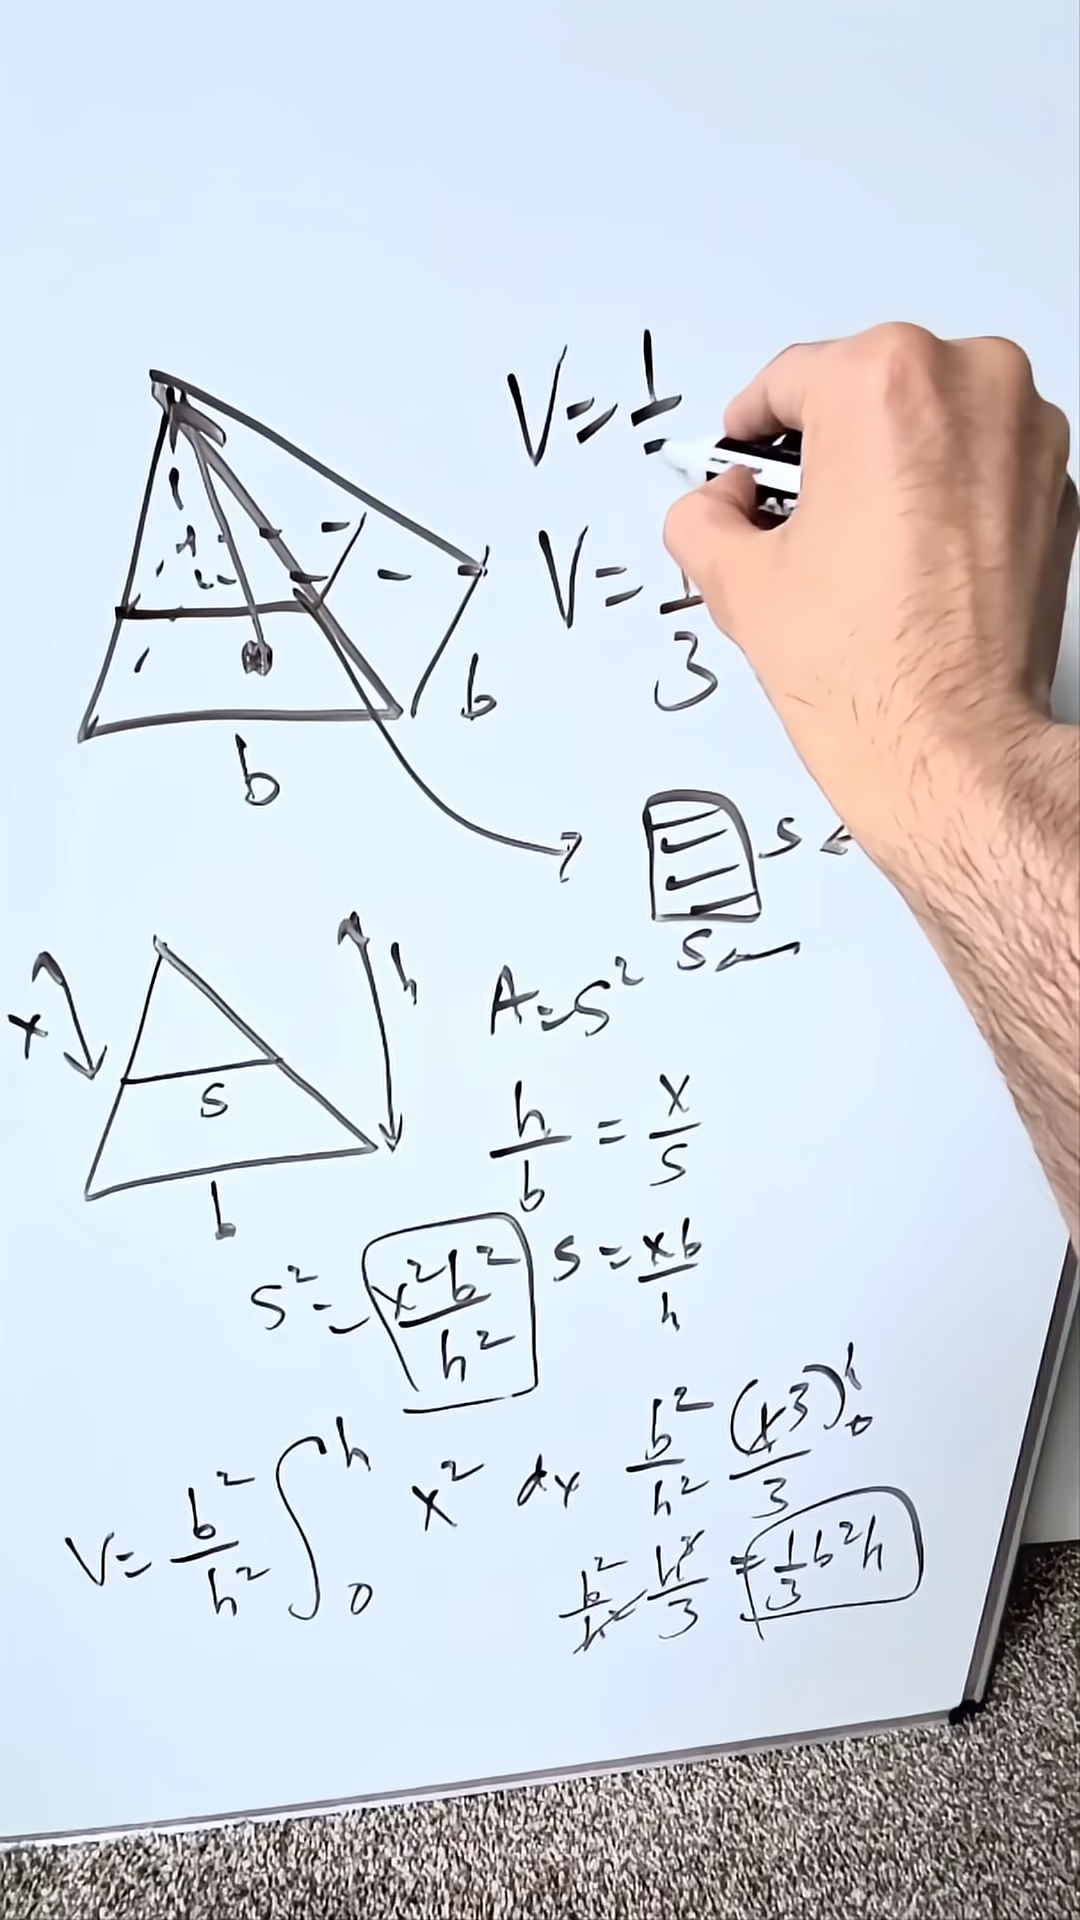 V = 1
V = 1/3
b
b
s
s
x
h
s
b
A = s²
h/b = x/s
s = xb/h
s² = x²b²/h²
V = b²/h² ∫₀ʰ x² dx
b²/h² (x³)/3 |₀ʰ
b²/h² h³/3 = 1/3 b²h